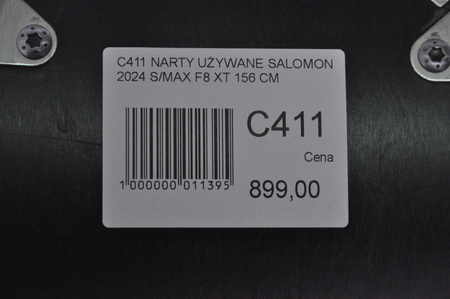 C411 NARTY UŻYWANE SALOMON
2024 S/MAX F8 XT 156 CM
C411
Cena
1 000000 011395
899,00